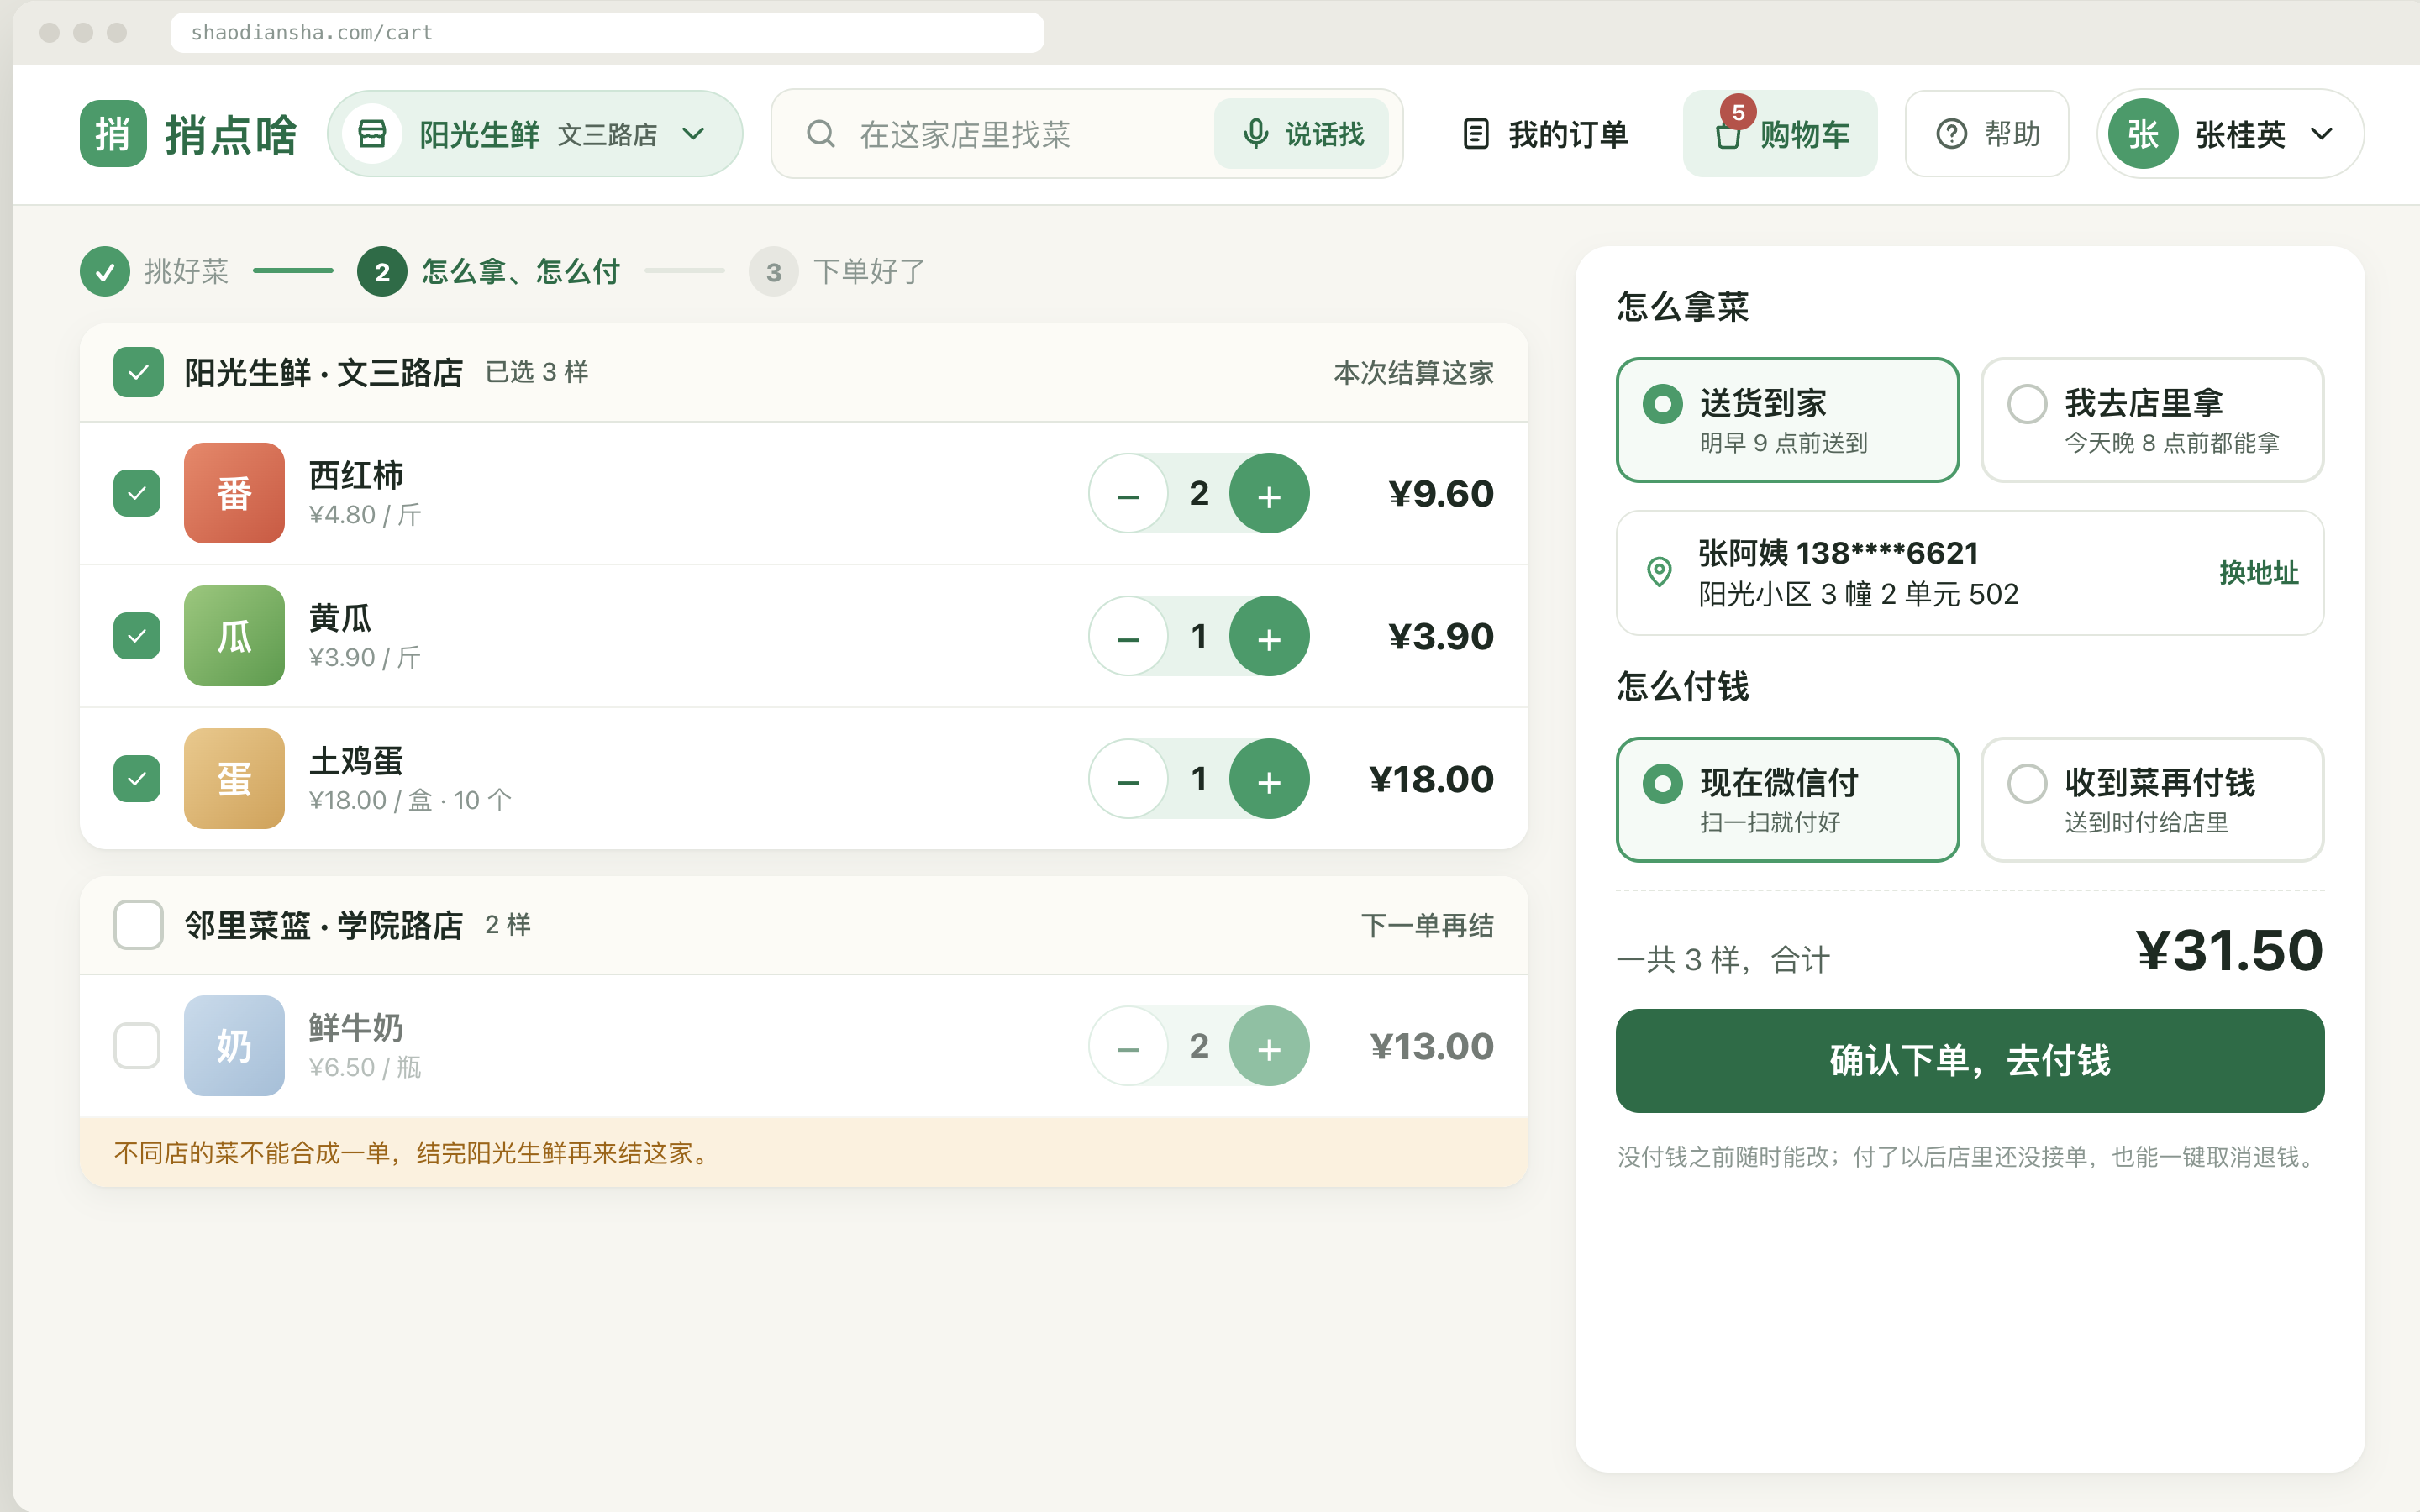 shaodiansha.com/cart
捎 捎点啥 阳光生鲜 文三路店 在这家店里找菜 说话找 我的订单 5 购物车 帮助 张 张桂英
挑好菜 2 怎么拿、怎么付 3 下单好了
阳光生鲜 · 文三路店 已选 3 样 本次结算这家
番 西红柿 − 2 + ¥9.60
¥4.80 / 斤
瓜 黄瓜 − 1 + ¥3.90
¥3.90 / 斤
蛋 土鸡蛋 − 1 + ¥18.00
¥18.00 / 盒 · 10 个
邻里菜篮 · 学院路店 2 样 下一单再结
奶 鲜牛奶 − 2 + ¥13.00
¥6.50 / 瓶
不同店的菜不能合成一单，结完阳光生鲜再来结这家。
怎么拿菜
送货到家
明早 9 点前送到
我去店里拿
今天晚 8 点前都能拿
张阿姨 138****6621
阳光小区 3 幢 2 单元 502
换地址
怎么付钱
现在微信付
扫一扫就付好
收到菜再付钱
送到时付给店里
一共 3 样，合计 ¥31.50
确认下单，去付钱
没付钱之前随时能改；付了以后店里还没接单，也能一键取消退钱。